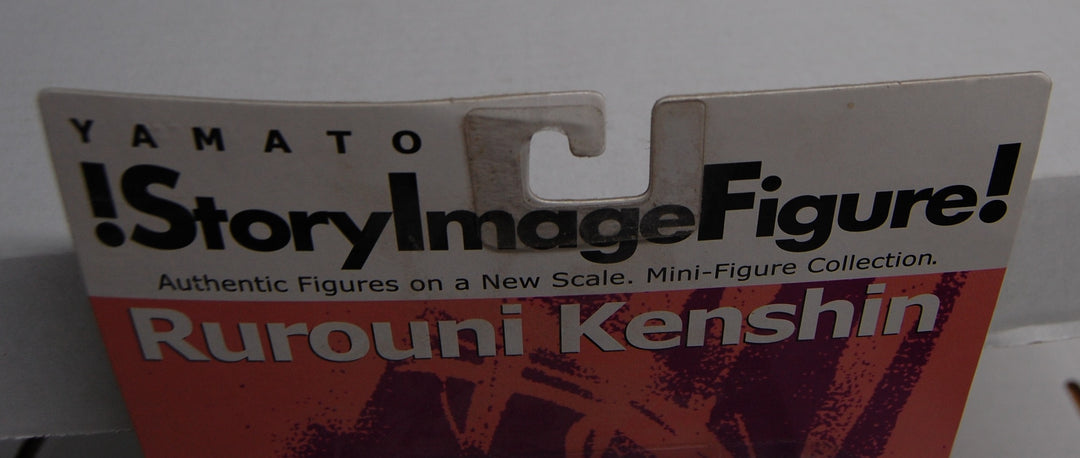 YAMATO
!StoryImageFigure!
Authentic Figures on a New Scale. Mini-Figure Collection.
Rurouni Kenshin